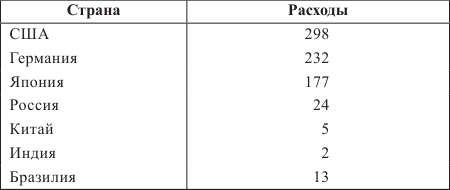 Страна Расходы
США 298
Германия 232
Япония 177
Россия 24
Китай 5
Индия 2
Бразилия 13